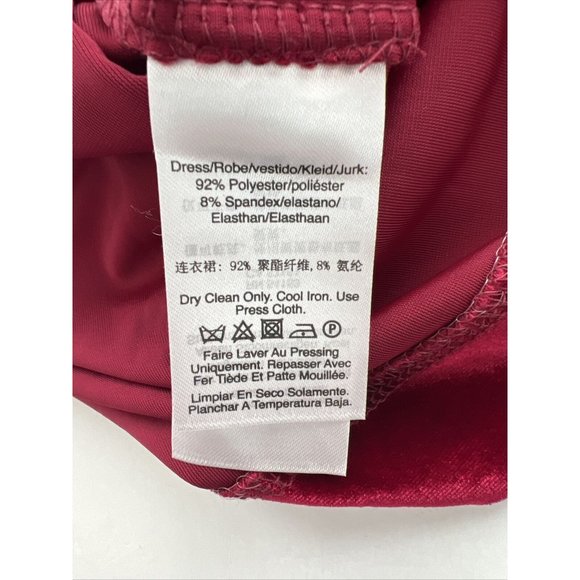 Dress/Robe/vestido/Kleid/Jurk:
92% Polyester/poliéster
8% Spandex/elastano/
Elasthan/Elasthaan
连衣裙: 92% 聚酯纤维, 8% 氨纶
Dry Clean Only. Cool Iron. Use
Press Cloth.
Faire Laver Au Pressing
Uniquement. Repasser Avec
Fer Tiède Et Patte Mouillée.
Limpiar En Seco Solamente.
Planchar A Temperatura Baja.